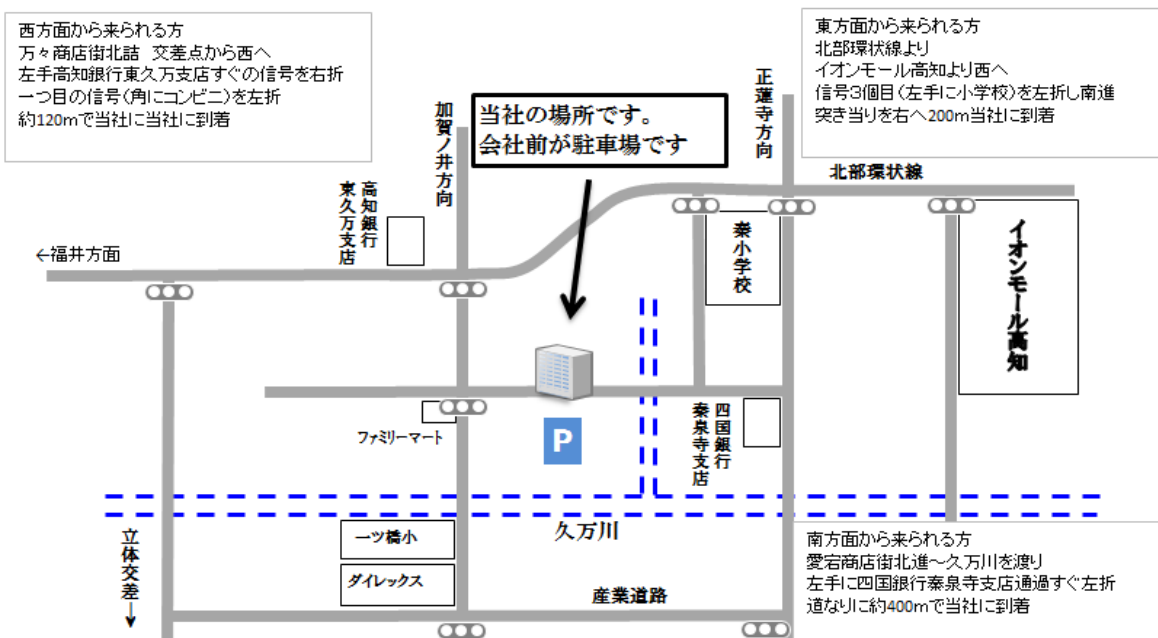 西方面から来られる方
万々商店街北詰 交差点から西へ
左手高知銀行東久万支店すぐの信号を右折
一つ目の信号(角にコンビニ)を左折
約120mで当社に当社に到着
東方面から来られる方
北部環状線より
イオンモール高知より西へ
信号3個目(左手に小学校)を左折し南進
突き当りを右へ200m当社に到着
加賀ノ井方向
当社の場所です。
会社前が駐車場です
正蓮寺方向
北部環状線
高知銀行
東久万支店
←福井方面
秦小学校
イオンモール高知
ファミリーマート
P
四国銀行
秦泉寺支店
久万川
立体交差→
一ツ橋小
ダイレックス
産業道路
南方面から来られる方
愛宕商店街北進～久万川を渡り
左手に四国銀行秦泉寺支店通過すぐ左折
道なりに約400mで当社に到着